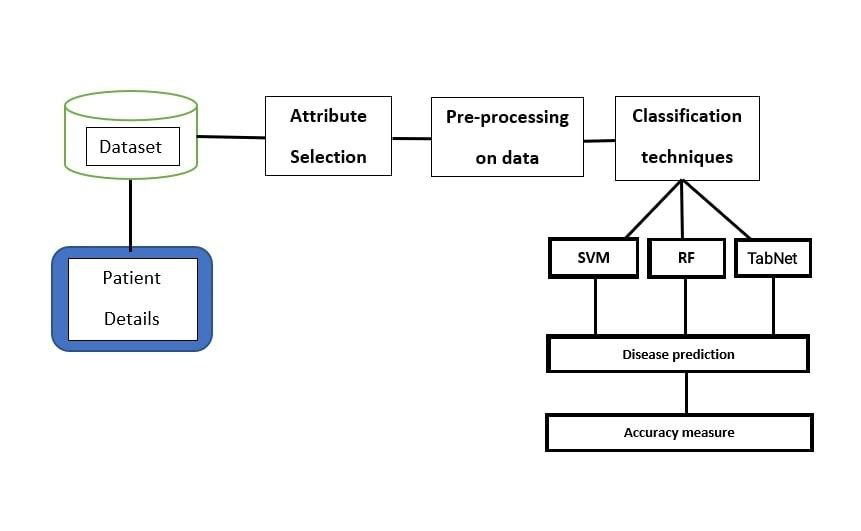 Dataset
Attribute
Selection
Pre-processing
on data
Classification
techniques
Patient
Details
SVM
RF
TabNet
Disease prediction
Accuracy measure